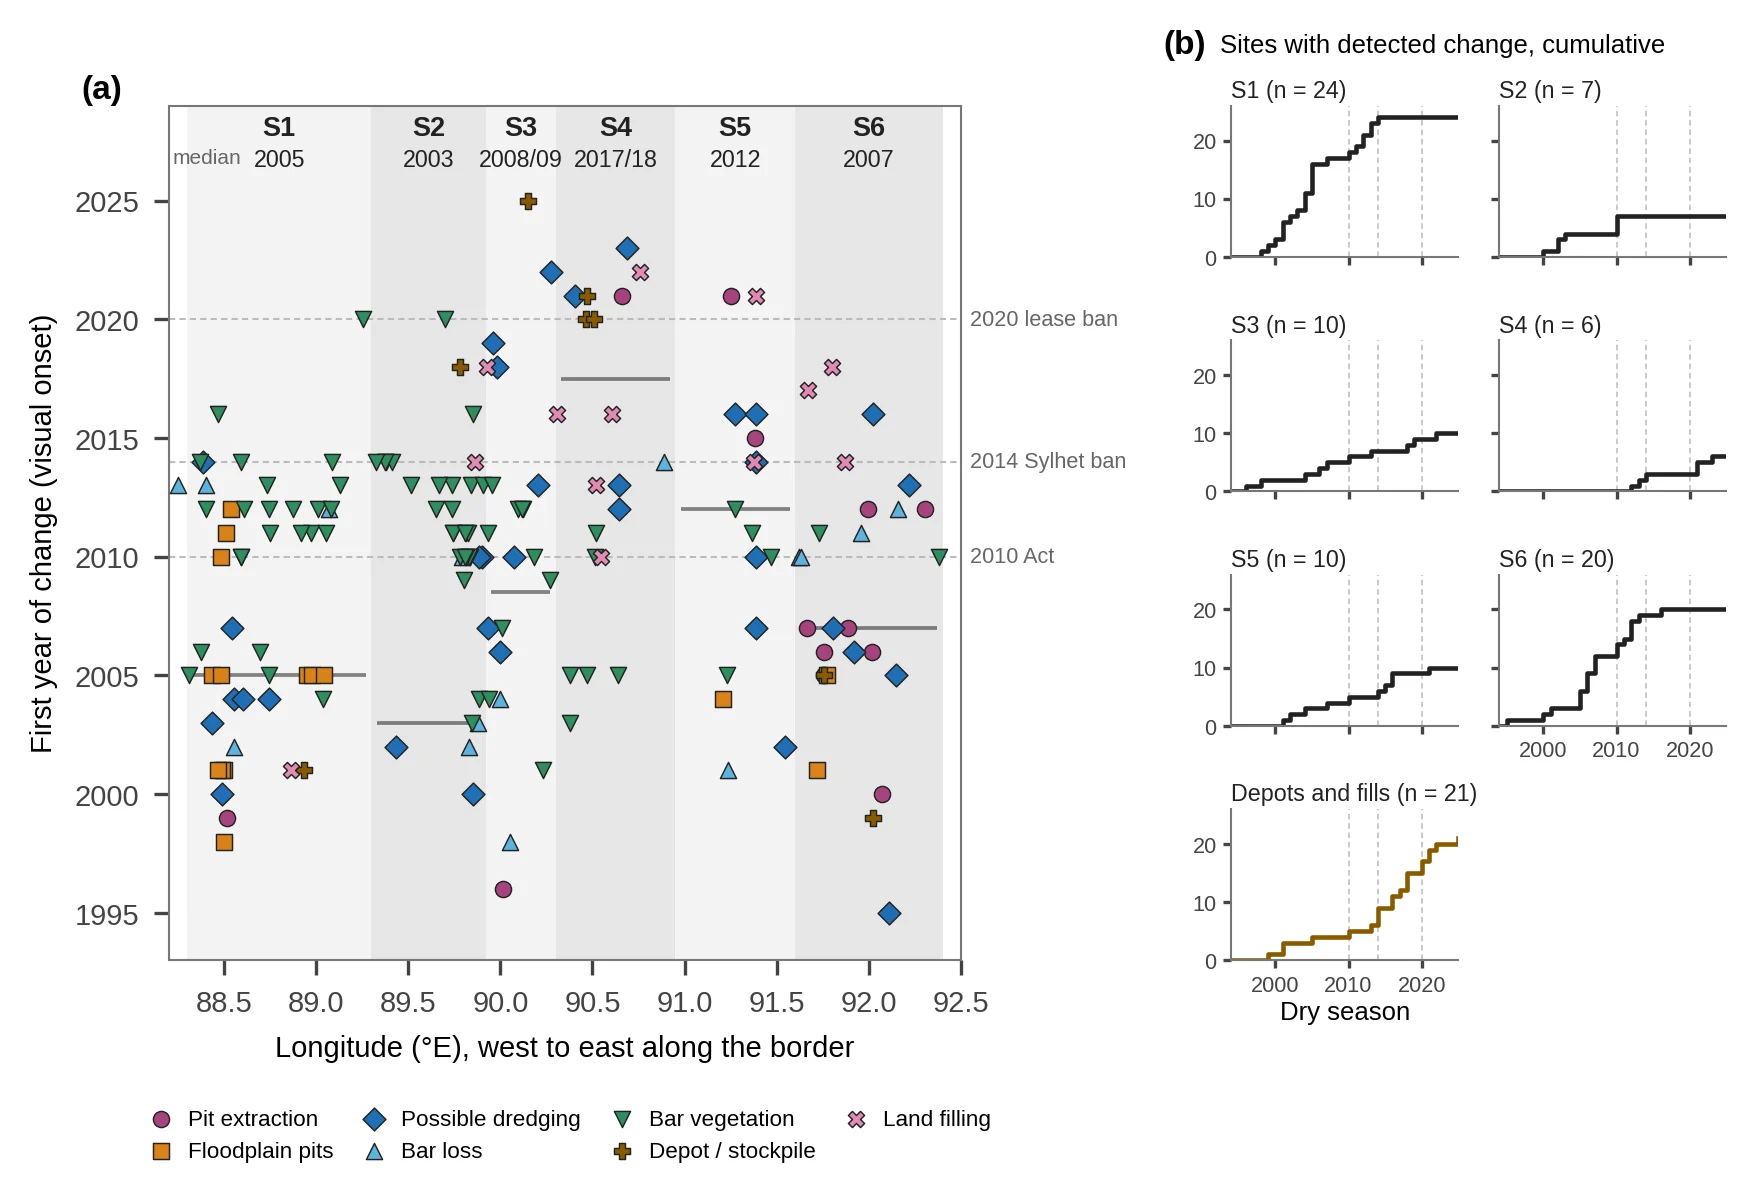 (a)
S1 S2 S3 S4 S5 S6
median 2005 2003 2008/09 2017/18 2012 2007
2025
2020
2015
2010
2005
2000
1995
First year of change (visual onset)
2020 lease ban
2014 Sylhet ban
2010 Act
88.5 89.0 89.5 90.0 90.5 91.0 91.5 92.0 92.5
Longitude (°E), west to east along the border
Pit extraction Possible dredging Bar vegetation Land filling
Floodplain pits Bar loss Depot / stockpile
(b) Sites with detected change, cumulative
S1 (n = 24) S2 (n = 7)
20
10
0
S3 (n = 10) S4 (n = 6)
20
10
0
S5 (n = 10) S6 (n = 20)
20
10
0
2000 2010 2020
Depots and fills (n = 21)
20
10
0
2000 2010 2020
Dry season